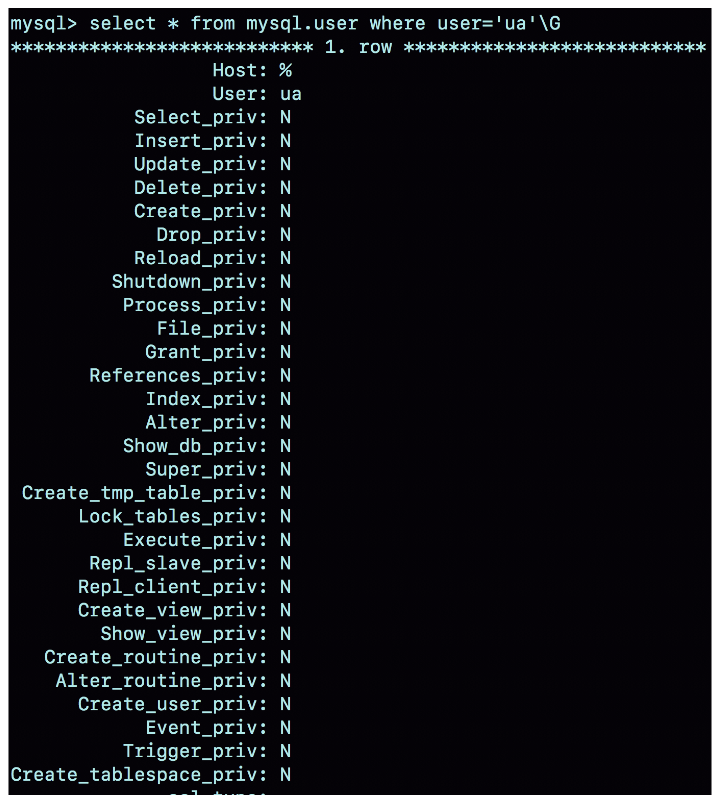 mysql> select * from mysql.user where user='ua'\G
*************************** 1. row ***************************
Host: %
User: ua
Select_priv: N
Insert_priv: N
Update_priv: N
Delete_priv: N
Create_priv: N
Drop_priv: N
Reload_priv: N
Shutdown_priv: N
Process_priv: N
File_priv: N
Grant_priv: N
References_priv: N
Index_priv: N
Alter_priv: N
Show_db_priv: N
Super_priv: N
Create_tmp_table_priv: N
Lock_tables_priv: N
Execute_priv: N
Repl_slave_priv: N
Repl_client_priv: N
Create_view_priv: N
Show_view_priv: N
Create_routine_priv: N
Alter_routine_priv: N
Create_user_priv: N
Event_priv: N
Trigger_priv: N
Create_tablespace_priv: N